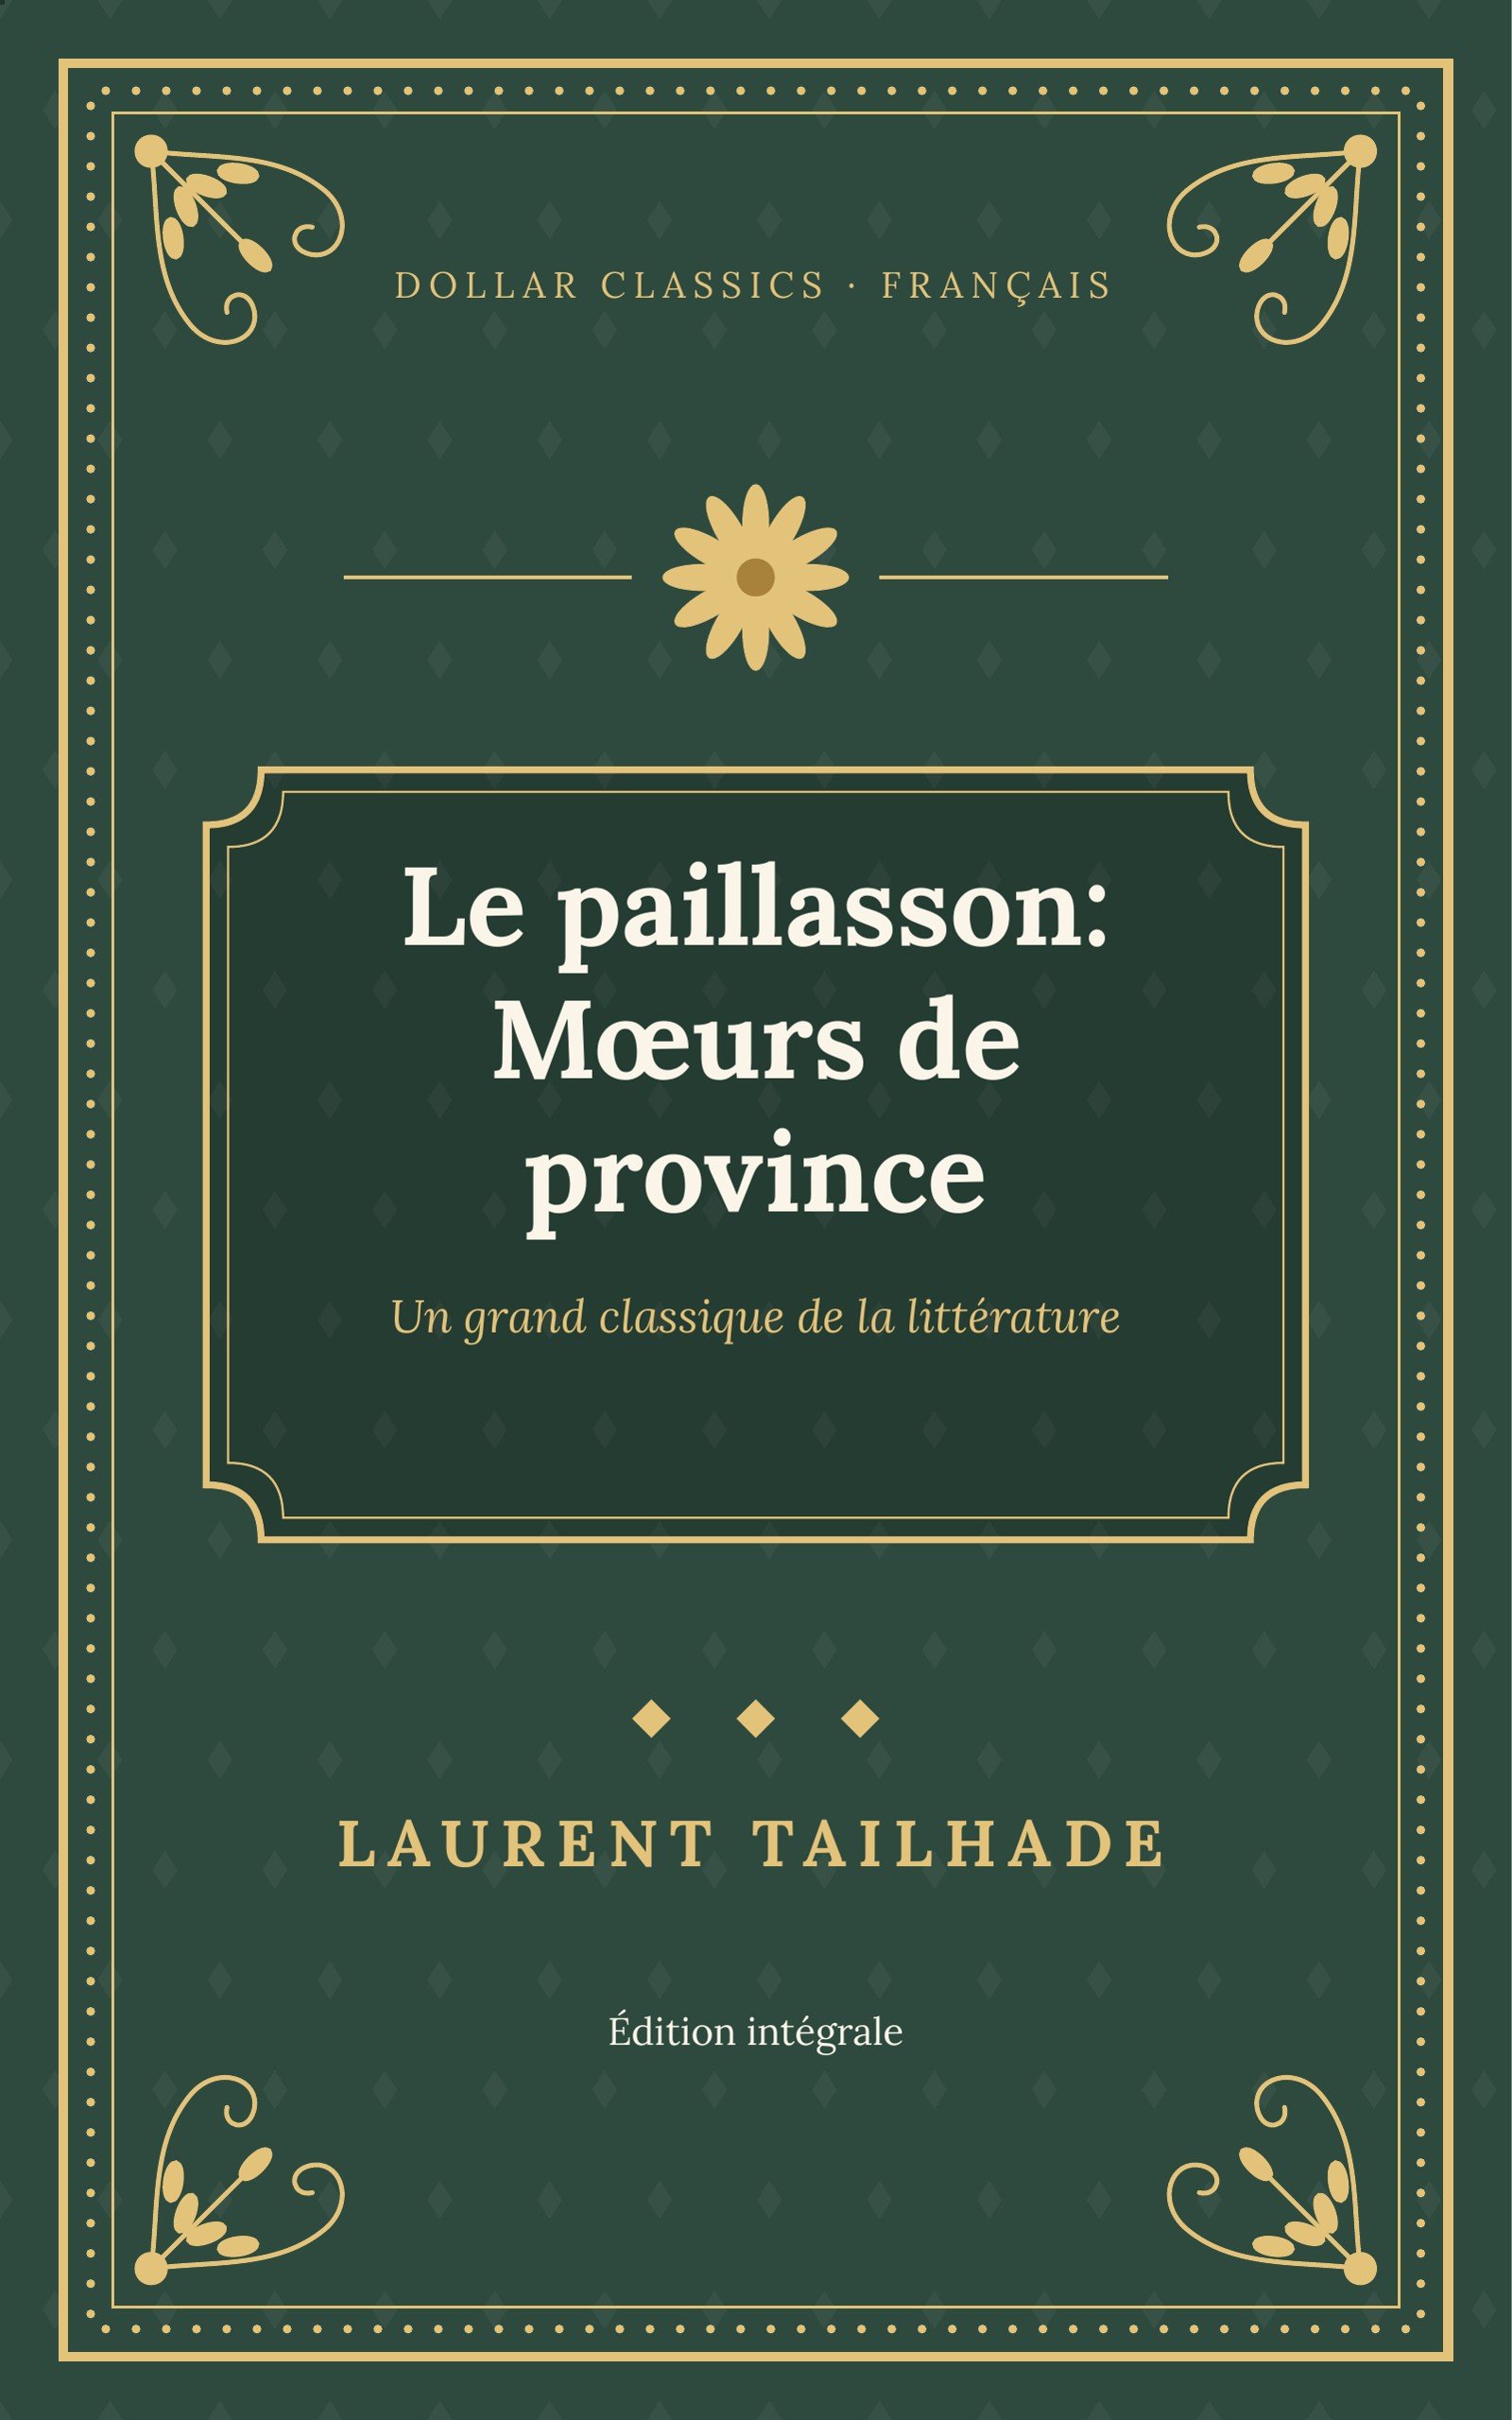 DOLLAR CLASSICS · FRANÇAIS
Le paillasson:
Mœurs de
province
Un grand classique de la littérature
LAURENT TAILHADE
Édition intégrale